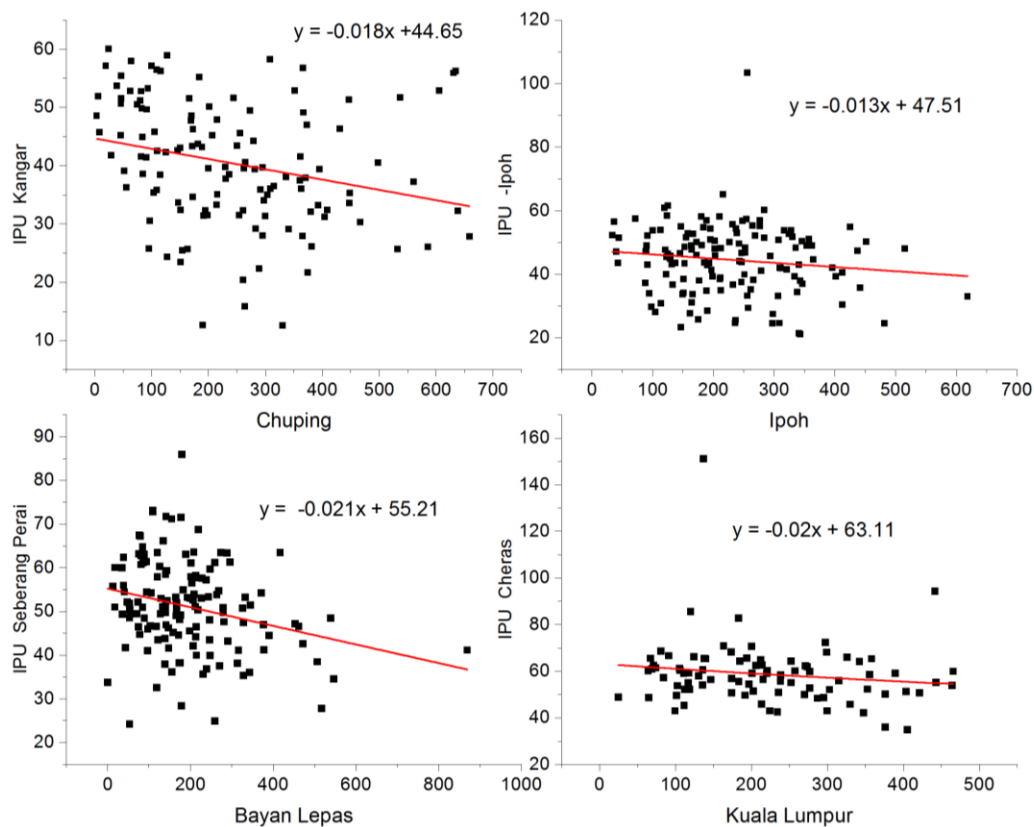 y = -0.018x +44.65
IPU Kangar
60
50
40
30
20
10
0 100 200 300 400 500 600 700
Chuping
y = -0.013x + 47.51
IPU -Ipoh
120
100
80
60
40
20
0 100 200 300 400 500 600 700
Ipoh
y = -0.021x + 55.21
IPU Seberang Perai
90
80
70
60
50
40
30
20
0 200 400 600 800 1000
Bayan Lepas
y = -0.02x + 63.11
IPU Cheras
160
140
120
100
80
60
40
20
0 100 200 300 400 500
Kuala Lumpur